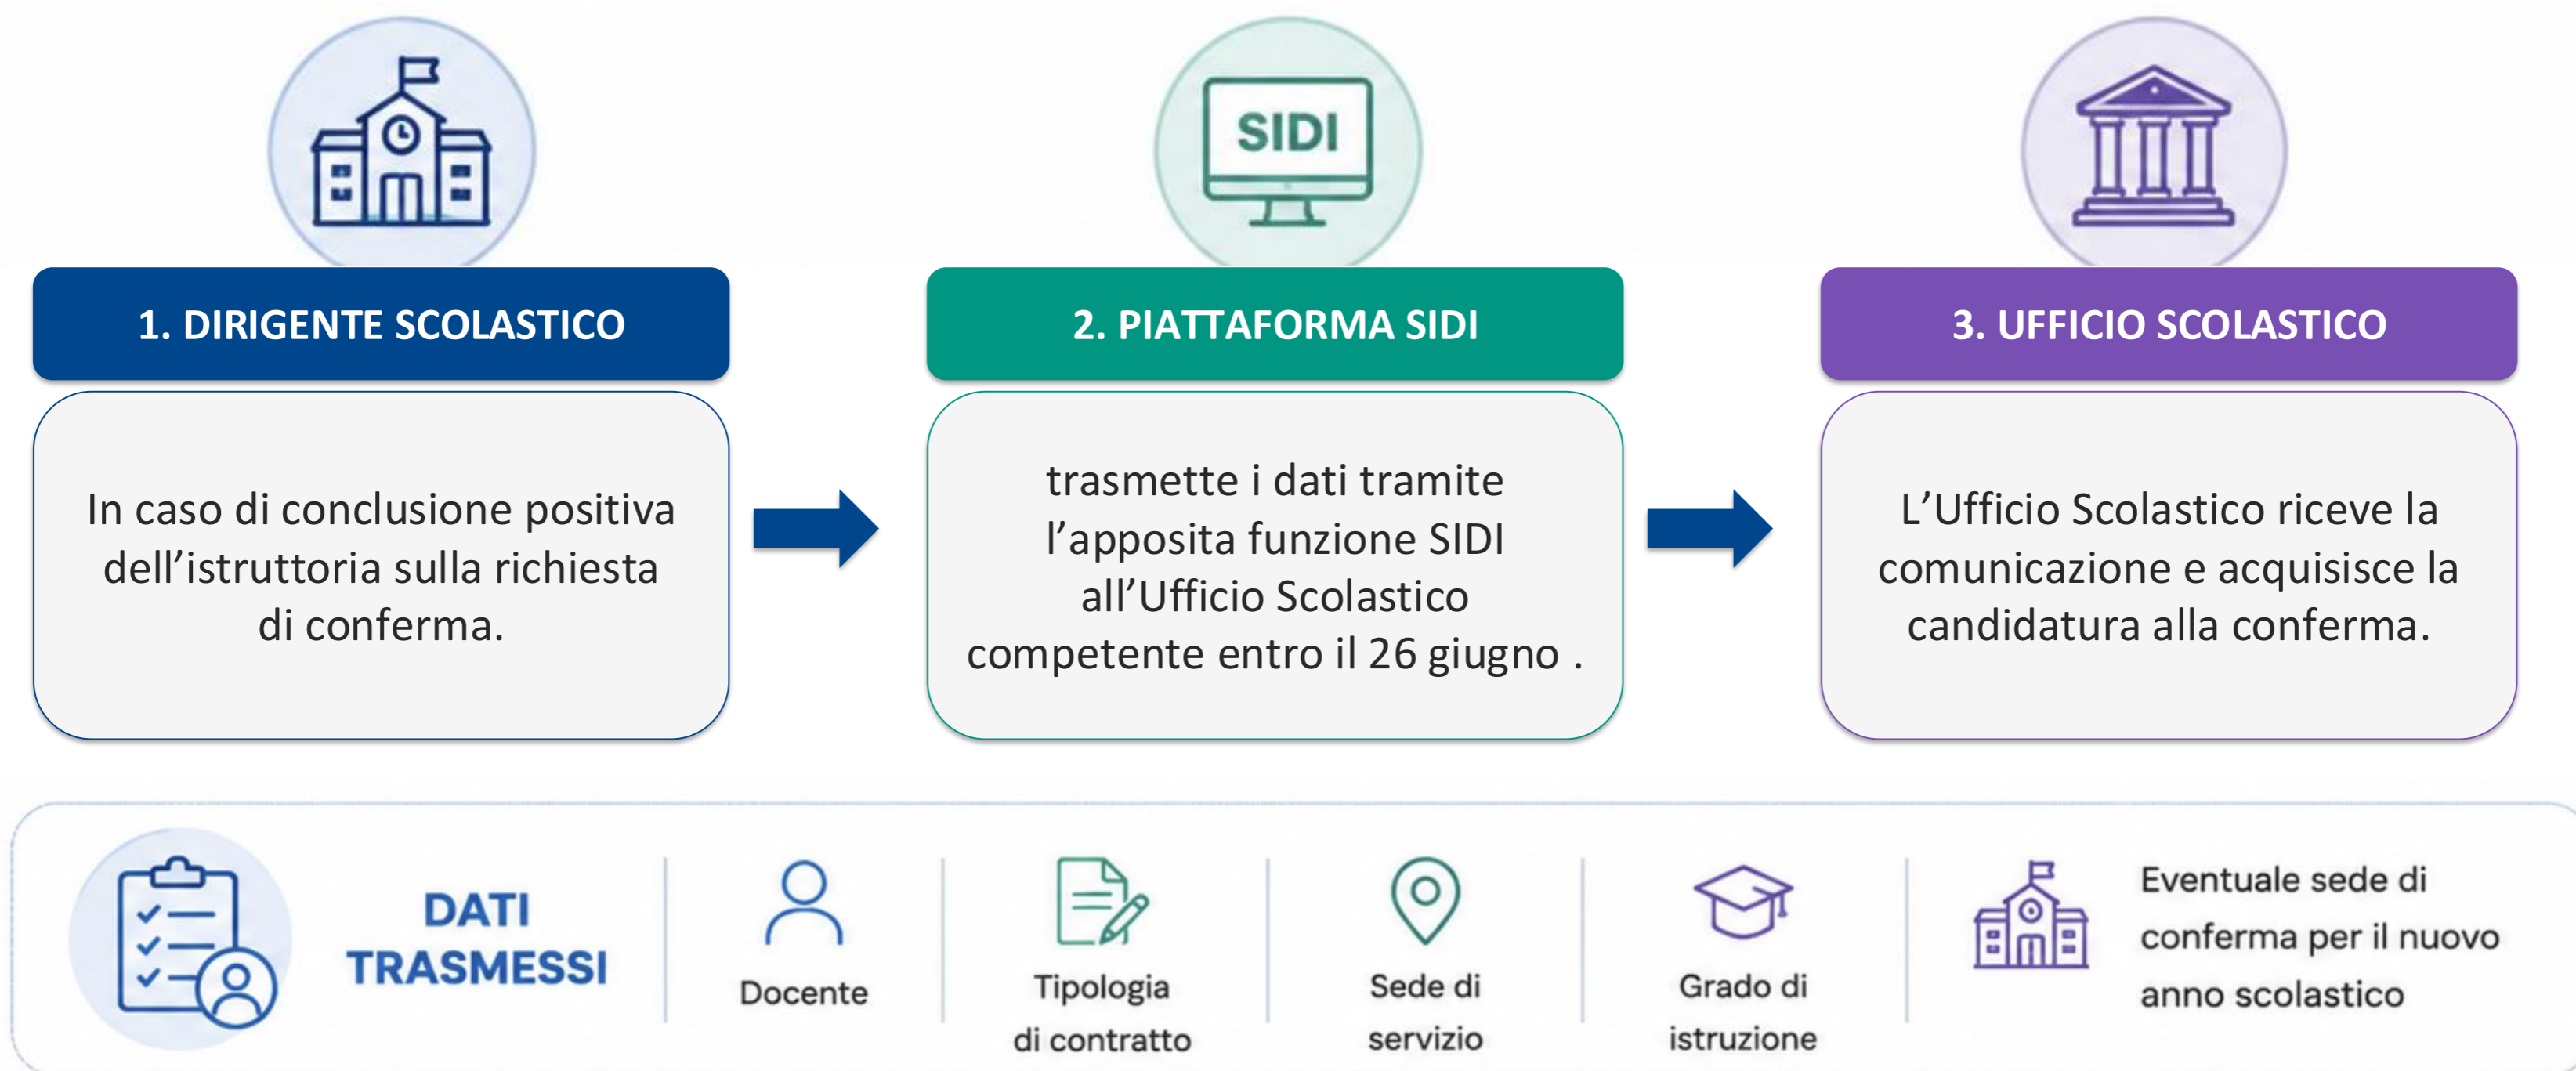 SIDI
1. DIRIGENTE SCOLASTICO
In caso di conclusione positiva
dell’istruttoria sulla richiesta
di conferma.
2. PIATTAFORMA SIDI
trasmette i dati tramite
l’apposita funzione SIDI
all’Ufficio Scolastico
competente entro il 26 giugno .
3. UFFICIO SCOLASTICO
L’Ufficio Scolastico riceve la
comunicazione e acquisisce la
candidatura alla conferma.
DATI
TRASMESSI
Docente
Tipologia
di contratto
Sede di
servizio
Grado di
istruzione
Eventuale sede di
conferma per il nuovo
anno scolastico